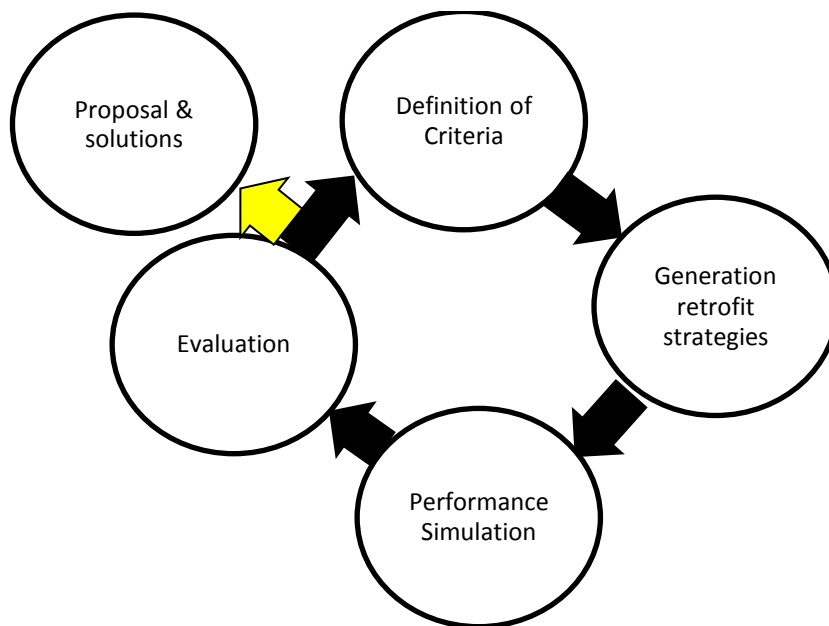 Proposal &
solutions
Definition of
Criteria
Generation
retrofit
strategies
Evaluation
Performance
Simulation